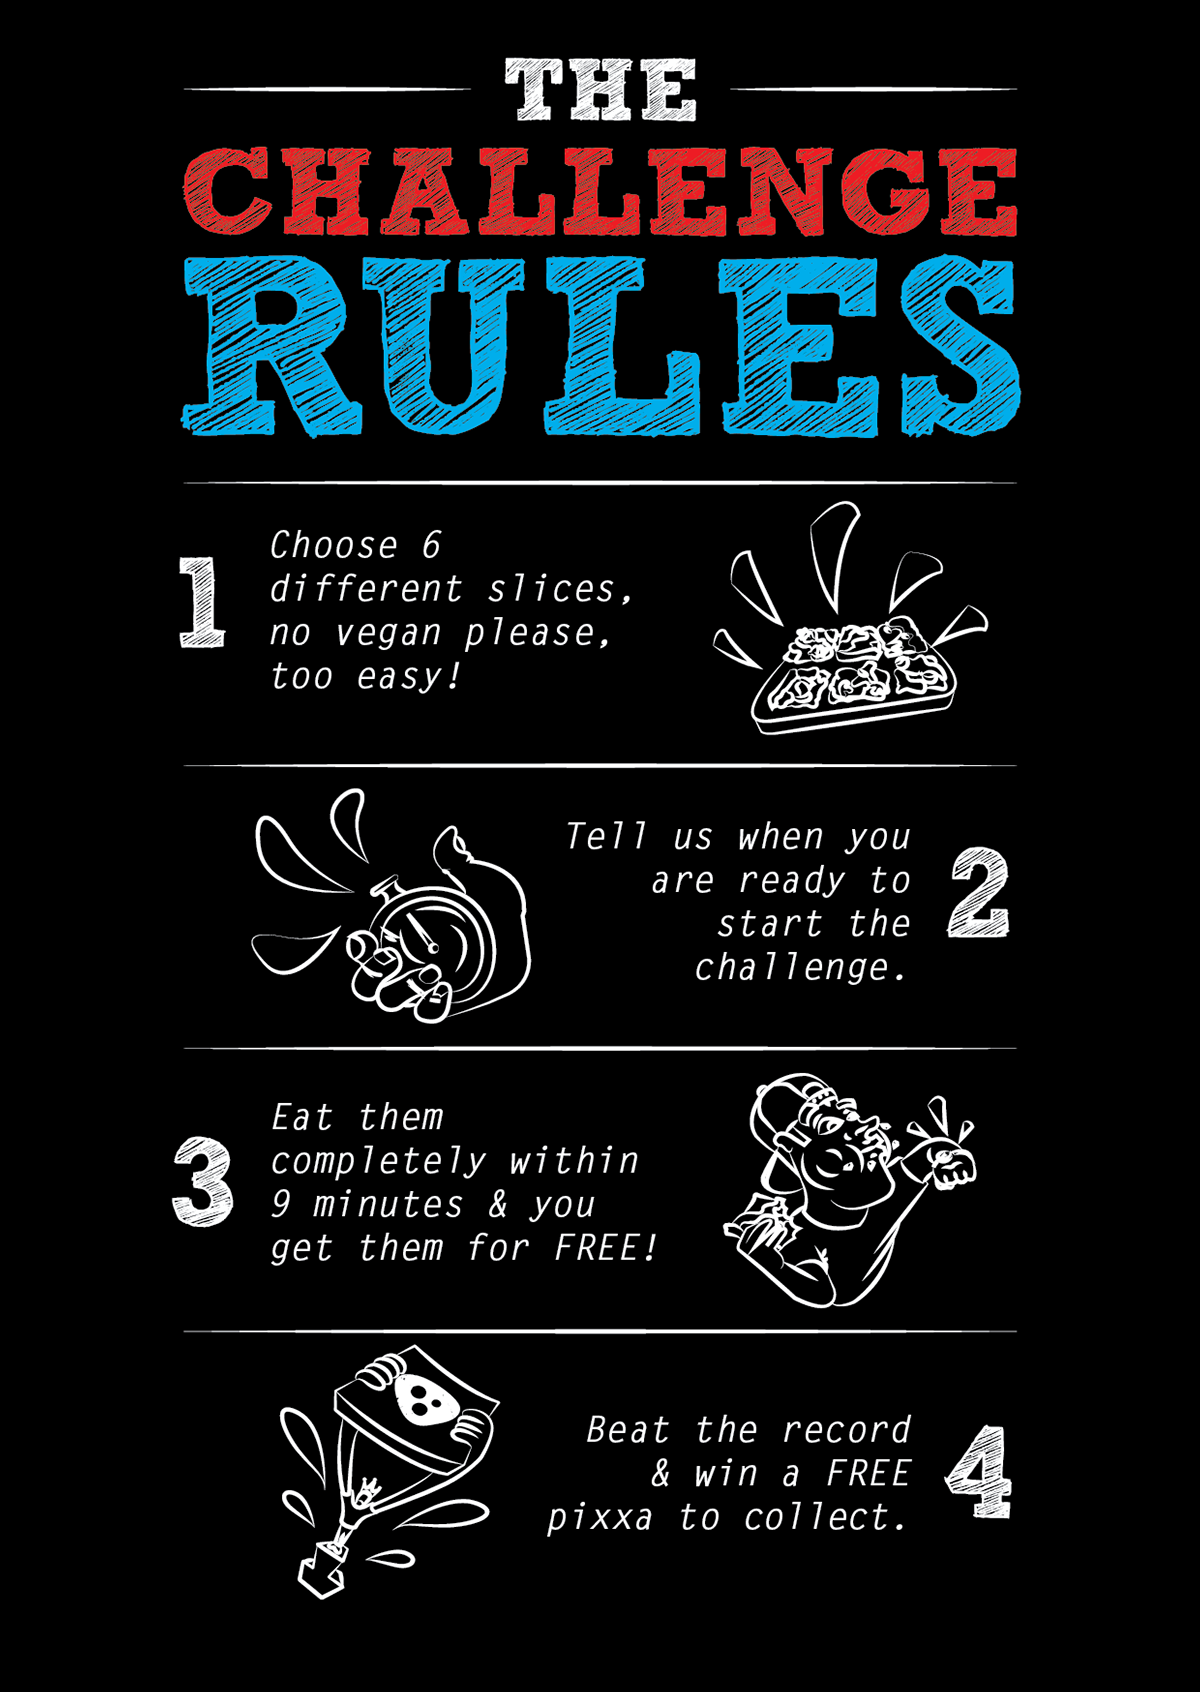 THE
CHALLENGE
RULES
1
Choose 6
different slices,
no vegan please,
too easy!
Tell us when you
are ready to
start the
challenge.
2
3
Eat them
completely within
9 minutes & you
get them for FREE!
Beat the record
& win a FREE
pixxa to collect.
4